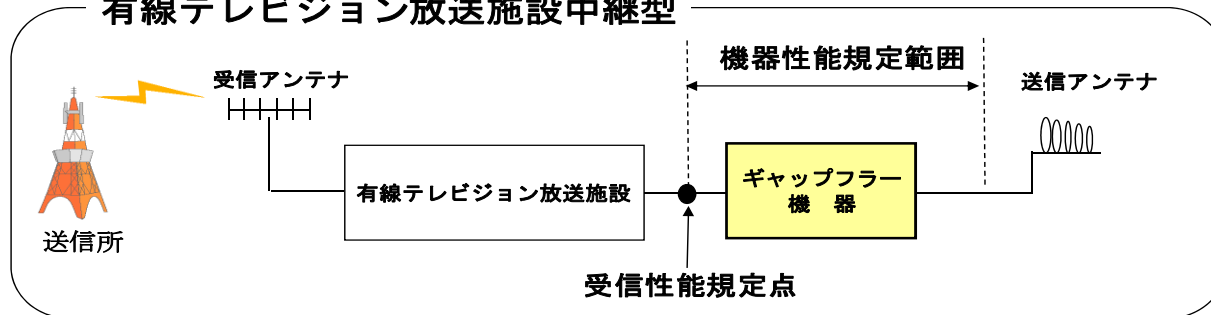 有線テレビジョン放送施設中継型
機器性能規定範囲
受信アンテナ
送信アンテナ
有線テレビジョン放送施設
ギャップフラー
機 器
送信所
受信性能規定点